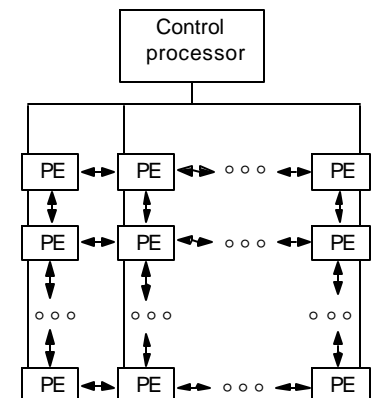 Control
processor
PE PE ○ ○ ○ PE
PE PE ○ ○ ○ PE
○ ○ ○ ○ ○ ○ ○ ○ ○
PE PE ○ ○ ○ PE